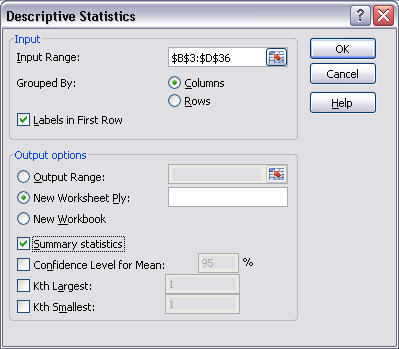 Descriptive Statistics
Input
Input Range: $B$3:$D$36
Grouped By: Columns
Rows
Labels in First Row
OK
Cancel
Help
Output options
Output Range:
New Worksheet Ply:
New Workbook
Summary statistics
Confidence Level for Mean: 95 %
Kth Largest: 1
Kth Smallest: 1